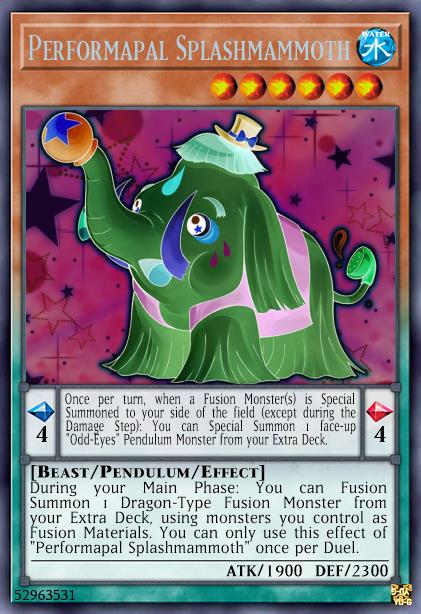 PERFORMAPAL SPLASHMAMMOTH
WATER
水
Once per turn, when a Fusion Monster(s) is Special
Summoned to your side of the field (except during the
Damage Step): You can Special Summon 1 face-up
"Odd-Eyes" Pendulum Monster from your Extra Deck.
4
4
[BEAST/PENDULUM/EFFECT]
During your Main Phase: You can Fusion
Summon 1 Dragon-Type Fusion Monster from
your Extra Deck, using monsters you control as
Fusion Materials. You can only use this effect of
"Performapal Splashmammoth" once per Duel.
ATK/1900 DEF/2300
52963531